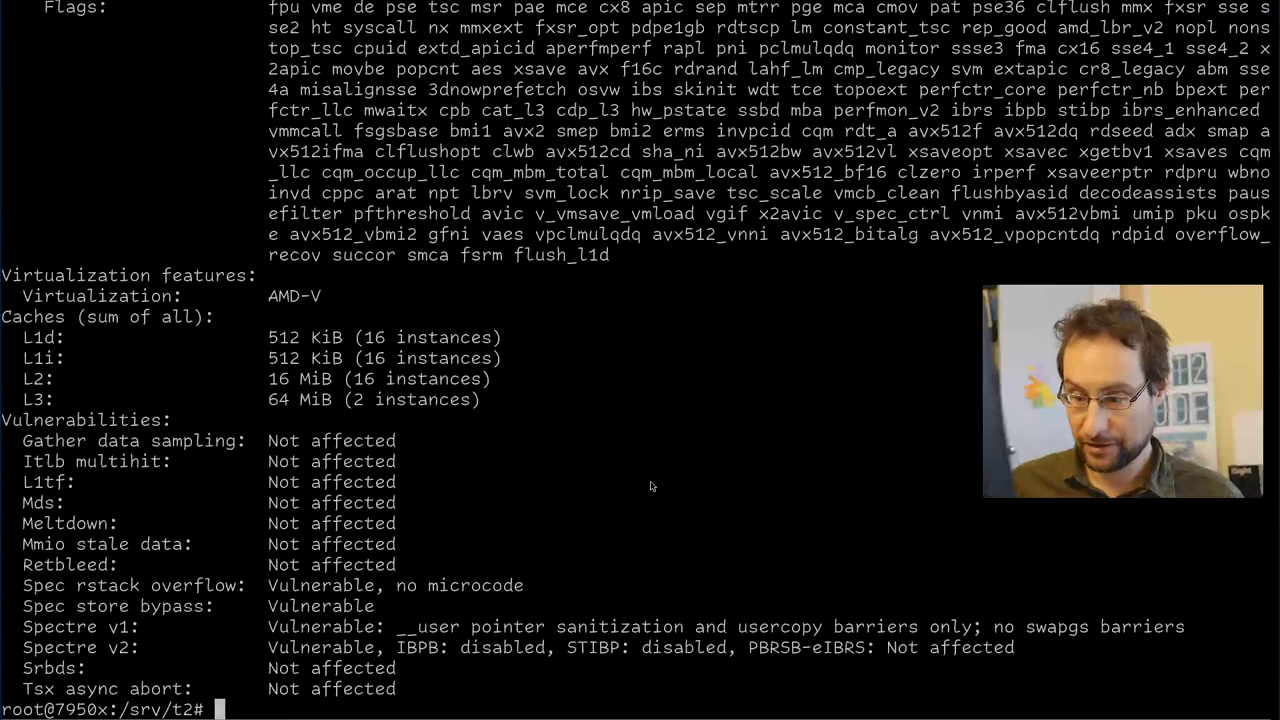 Flags: fpu vme de pse tsc msr pae mce cx8 apic sep mtrr pge mca cmov pat pse36 clflush mmx fxsr sse s
se2 ht syscall nx mmxext fxsr_opt pdpe1gb rdtscp lm constant_tsc rep_good amd_lbr_v2 nopl nons
top_tsc cpuid extd_apicid aperfmperf rapl pni pclmulqdq monitor ssse3 fma cx16 sse4_1 sse4_2 x
2apic movbe popcnt aes xsave avx f16c rdrand lahf_lm cmp_legacy svm extapic cr8_legacy abm sse
4a misalignsse 3dnowprefetch osvw ibs skinit wdt tce topoext perfctr_core perfctr_nb bpext per
fctr_llc mwaitx cpb cat_l3 cdp_l3 hw_pstate ssbd mba perfmon_v2 ibrs ibpb stibp ibrs_enhanced
vmmcall fsgsbase bmi1 avx2 smep bmi2 erms invpcid cqm rdt_a avx512f avx512dq rdseed adx smap a
vx512ifma clflushopt clwb avx512cd sha_ni avx512bw avx512vl xsaveopt xsavec xgetbv1 xsaves cqm
_llc cqm_occup_llc cqm_mbm_total cqm_mbm_local avx512_bf16 clzero irperf xsaveerptr rdpru wbno
invd cppc arat npt lbrv svm_lock nrip_save tsc_scale vmcb_clean flushbyasid decodeassists paus
efilter pfthreshold avic v_vmsave_vmload vgif x2avic v_spec_ctrl vnmi avx512vbmi umip pku ospk
e avx512_vbmi2 gfni vaes vpclmulqdq avx512_vnni avx512_bitalg avx512_vpopcntdq rdpid overflow_
recov succor smca fsrm flush_l1d
Virtualization features:
Virtualization: AMD-V
Caches (sum of all):
L1d: 512 KiB (16 instances)
L1i: 512 KiB (16 instances)
L2: 16 MiB (16 instances)
L3: 64 MiB (2 instances)
Vulnerabilities:
Gather data sampling: Not affected
Itlb multihit: Not affected
L1tf: Not affected
Mds: Not affected
Meltdown: Not affected
Mmio stale data: Not affected
Retbleed: Not affected
Spec rstack overflow: Vulnerable, no microcode
Spec store bypass: Vulnerable
Spectre v1: Vulnerable: __user pointer sanitization and usercopy barriers only; no swapgs barriers
Spectre v2: Vulnerable, IBPB: disabled, STIBP: disabled, PBRSB-eIBRS: Not affected
Srbds: Not affected
Tsx async abort: Not affected
root@7950x:/srv/t2#